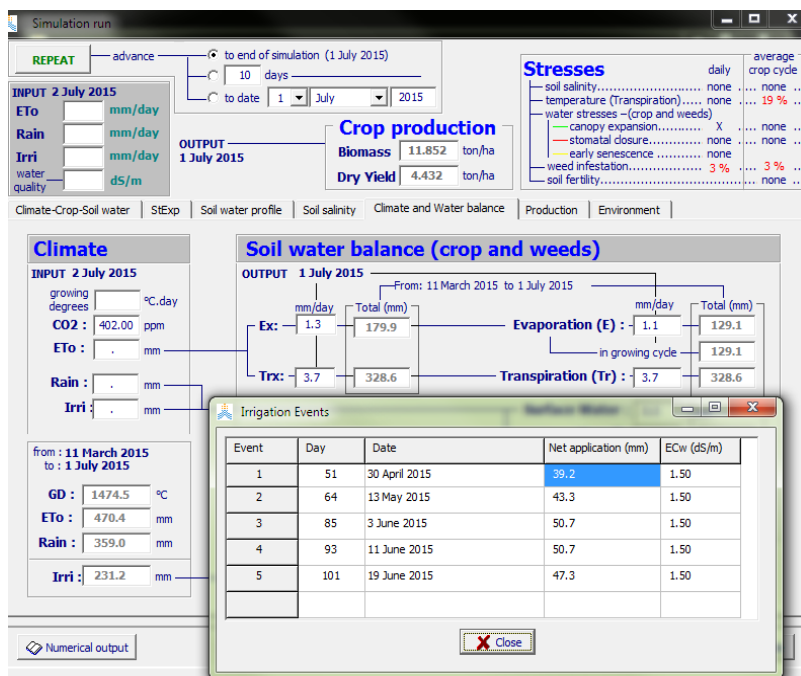 Simulation run
REPEAT
advance
to end of simulation (1 July 2015)
10 days
to date 1 July 2015
INPUT 2 July 2015
ETo mm/day
Rain mm/day
Irri mm/day
water quality dS/m
OUTPUT
1 July 2015
Crop production
Biomass 11.852 ton/ha
Dry Yield 4.432 ton/ha
Stresses daily average crop cycle
soil salinity none none
temperature (Transpiration) none 19 %
water stresses –(crop and weeds)
canopy expansion X none
stomatal closure none none
early senescence none
weed infestation 3 % 3 %
soil fertility none
Climate-Crop-Soil water StExp Soil water profile Soil salinity Climate and Water balance Production Environment
Climate
INPUT 2 July 2015
growing degrees °C.day
CO2 : 402.00 ppm
ETo : . mm
Rain : . mm
Irri : . mm
from : 11 March 2015
to : 1 July 2015
GD : 1474.5 °C
ETo : 470.4 mm
Rain : 359.0 mm
Irri : 231.2 mm
Soil water balance (crop and weeds)
OUTPUT 1 July 2015
From: 11 March 2015 to 1 July 2015
mm/day Total (mm) mm/day Total (mm)
Ex: 1.3 179.9 Evaporation (E) : 1.1 129.1
in growing cycle 129.1
Trx: 3.7 328.6 Transpiration (Tr) : 3.7 328.6
Irrigation Events
Event Day Date Net application (mm) ECw (dS/m)
1 51 30 April 2015 39.2 1.50
2 64 13 May 2015 43.3 1.50
3 85 3 June 2015 50.7 1.50
4 93 11 June 2015 50.7 1.50
5 101 19 June 2015 47.3 1.50
Close
Numerical output